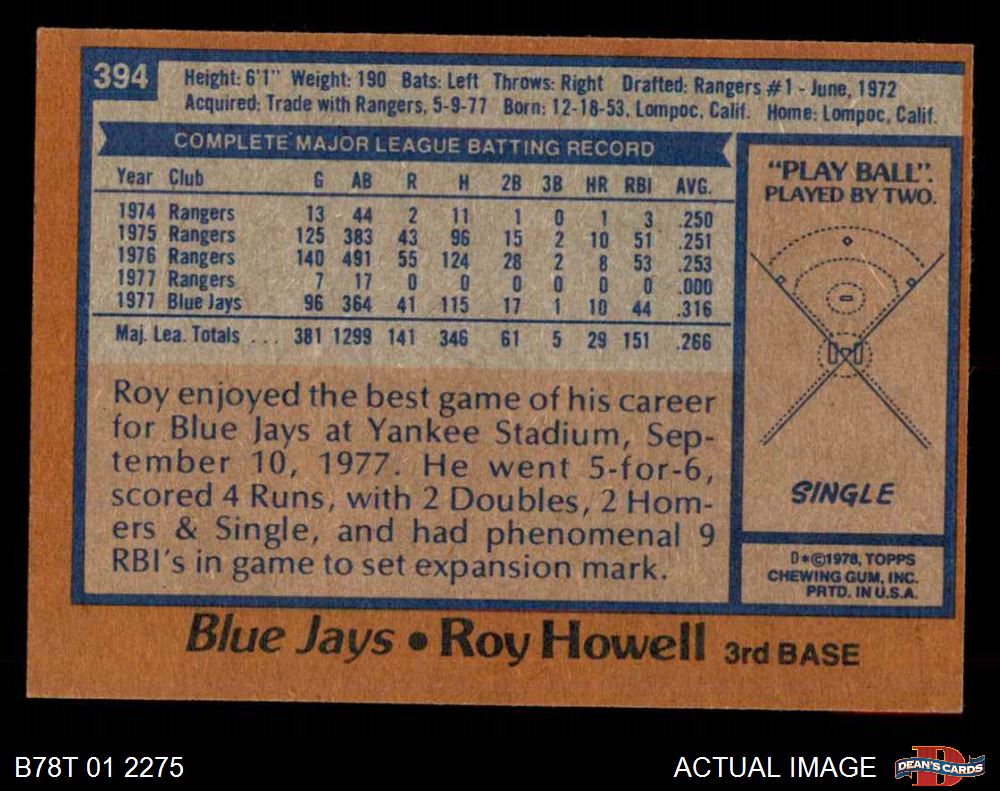 394
Height: 6'1" Weight: 190 Bats: Left Throws: Right Drafted: Rangers #1 - June, 1972
Acquired: Trade with Rangers, 5-9-77 Born: 12-18-53, Lompoc, Calif. Home: Lompoc, Calif.
COMPLETE MAJOR LEAGUE BATTING RECORD
Year Club G AB R H 2B 3B HR RBI AVG.
1974 Rangers 13 44 2 11 1 0 1 3 .250
1975 Rangers 125 383 43 96 15 2 10 51 .251
1976 Rangers 140 491 55 124 28 2 8 53 .253
1977 Rangers 7 17 0 0 0 0 0 0 .000
1977 Blue Jays 96 364 41 115 17 1 10 44 .316
Maj. Lea. Totals ... 381 1299 141 346 61 5 29 151 .266
Roy enjoyed the best game of his career
for Blue Jays at Yankee Stadium, Sep-
tember 10, 1977. He went 5-for-6,
scored 4 Runs, with 2 Doubles, 2 Hom-
ers & Single, and had phenomenal 9
RBI's in game to set expansion mark.
"PLAY BALL".
PLAYED BY TWO.
SINGLE
D*©1978, TOPPS
CHEWING GUM, INC.
PRTD. IN U.S.A.
Blue Jays • Roy Howell 3rd BASE
B78T 01 2275
ACTUAL IMAGE
DEAN'S CARDS